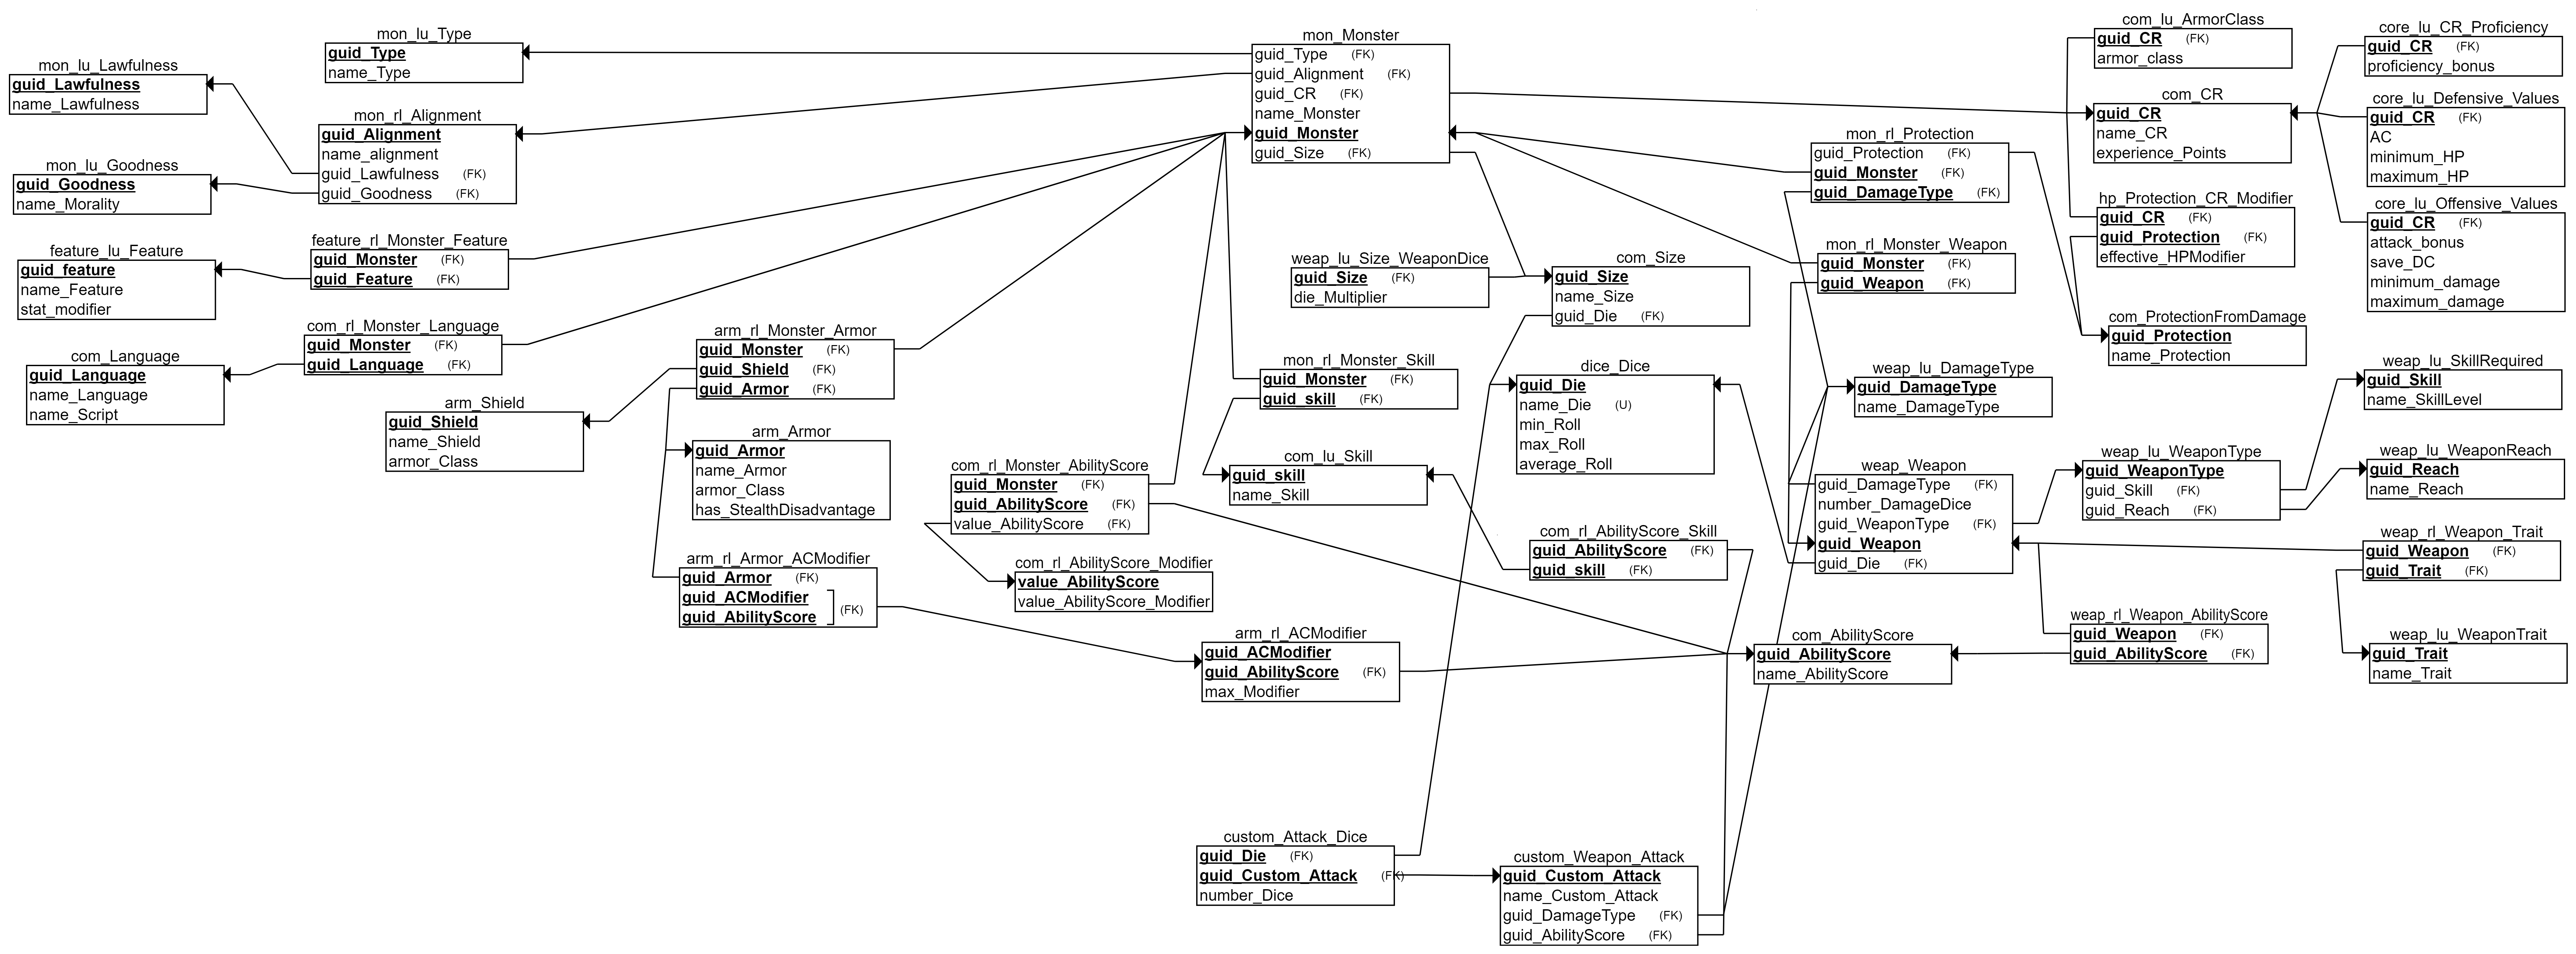 mon_lu_Type
guid_Type
name_Type
mon_lu_Lawfulness
guid_Lawfulness
name_Lawfulness
mon_rl_Alignment
guid_Alignment
name_alignment
guid_Lawfulness (FK)
guid_Goodness (FK)
mon_lu_Goodness
guid_Goodness
name_Morality
feature_lu_Feature
guid_feature
name_Feature
stat_modifier
feature_rl_Monster_Feature
guid_Monster (FK)
guid_Feature (FK)
com_rl_Monster_Language
guid_Monster (FK)
guid_Language (FK)
com_Language
guid_Language
name_Language
name_Script
arm_rl_Monster_Armor
guid_Monster (FK)
guid_Shield (FK)
guid_Armor (FK)
arm_Shield
guid_Shield
name_Shield
armor_Class
arm_Armor
guid_Armor
name_Armor
armor_Class
has_StealthDisadvantage
arm_rl_Armor_ACModifier
guid_Armor (FK)
guid_ACModifier
guid_AbilityScore (FK)
com_rl_Monster_AbilityScore
guid_Monster (FK)
guid_AbilityScore (FK)
value_AbilityScore (FK)
com_rl_AbilityScore_Modifier
value_AbilityScore
value_AbilityScore_Modifier
mon_Monster
guid_Type (FK)
guid_Alignment (FK)
guid_CR (FK)
name_Monster
guid_Monster
guid_Size (FK)
weap_lu_Size_WeaponDice
guid_Size (FK)
die_Multiplier
com_Size
guid_Size
name_Size
guid_Die (FK)
mon_rl_Monster_Skill
guid_Monster (FK)
guid_skill (FK)
com_lu_Skill
guid_skill
name_Skill
dice_Dice
guid_Die
name_Die (U)
min_Roll
max_Roll
average_Roll
com_rl_AbilityScore_Skill
guid_AbilityScore (FK)
guid_skill (FK)
arm_rl_ACModifier
guid_ACModifier
guid_AbilityScore (FK)
max_Modifier
com_AbilityScore
guid_AbilityScore
name_AbilityScore
custom_Attack_Dice
guid_Die (FK)
guid_Custom_Attack (FK)
number_Dice
custom_Weapon_Attack
guid_Custom_Attack
name_Custom_Attack
guid_DamageType (FK)
guid_AbilityScore (FK)
mon_rl_Protection
guid_Protection (FK)
guid_Monster (FK)
guid_DamageType (FK)
mon_rl_Monster_Weapon
guid_Monster (FK)
guid_Weapon (FK)
weap_lu_DamageType
guid_DamageType
name_DamageType
weap_Weapon
guid_DamageType (FK)
number_DamageDice
guid_WeaponType (FK)
guid_Weapon
guid_Die (FK)
com_lu_ArmorClass
guid_CR (FK)
armor_class
com_CR
guid_CR
name_CR
experience_Points
hp_Protection_CR_Modifier
guid_CR (FK)
guid_Protection (FK)
effective_HPModifier
com_ProtectionFromDamage
guid_Protection
name_Protection
weap_lu_WeaponType
guid_WeaponType
guid_Skill (FK)
guid_Reach (FK)
weap_rl_Weapon_AbilityScore
guid_Weapon (FK)
guid_AbilityScore (FK)
core_lu_CR_Proficiency
guid_CR (FK)
proficiency_bonus
core_lu_Defensive_Values
guid_CR (FK)
AC
minimum_HP
maximum_HP
core_lu_Offensive_Values
guid_CR (FK)
attack_bonus
save_DC
minimum_damage
maximum_damage
weap_lu_SkillRequired
guid_Skill
name_SkillLevel
weap_lu_WeaponReach
guid_Reach
name_Reach
weap_rl_Weapon_Trait
guid_Weapon (FK)
guid_Trait (FK)
weap_lu_WeaponTrait
guid_Trait
name_Trait